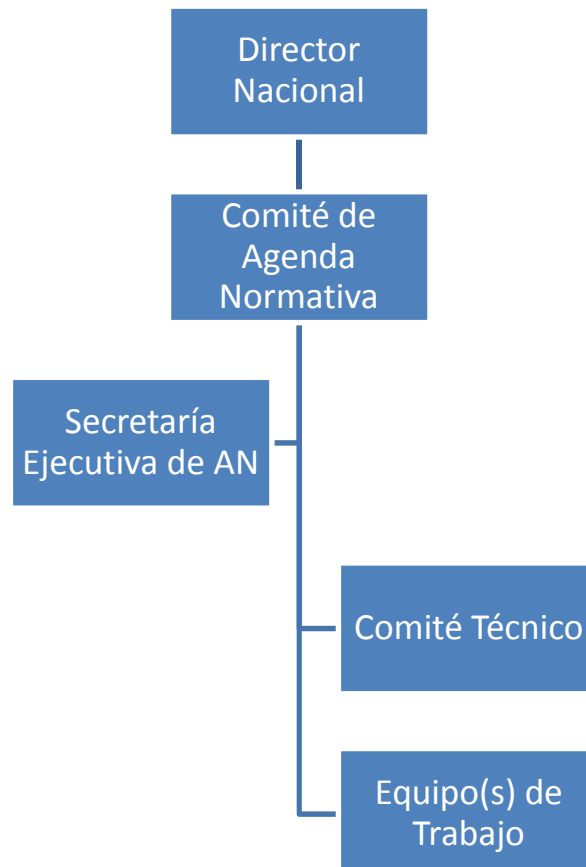 Director
Nacional
Comité de
Agenda
Normativa
Secretaría
Ejecutiva de AN
Comité Técnico
Equipo(s) de
Trabajo